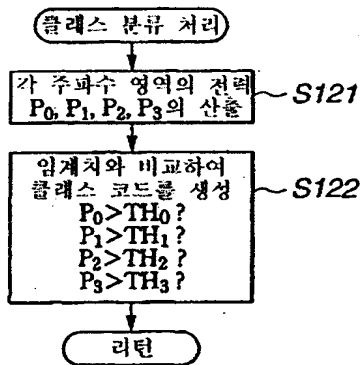 클래스 분류 처리
각 주파수 영역의 전력
P0, P1, P2, P3의 산출
S121
임계치와 비교하여
클래스 코드를 생성
S122
P0>TH0?
P1>TH1?
P2>TH2?
P3>TH3?
리턴